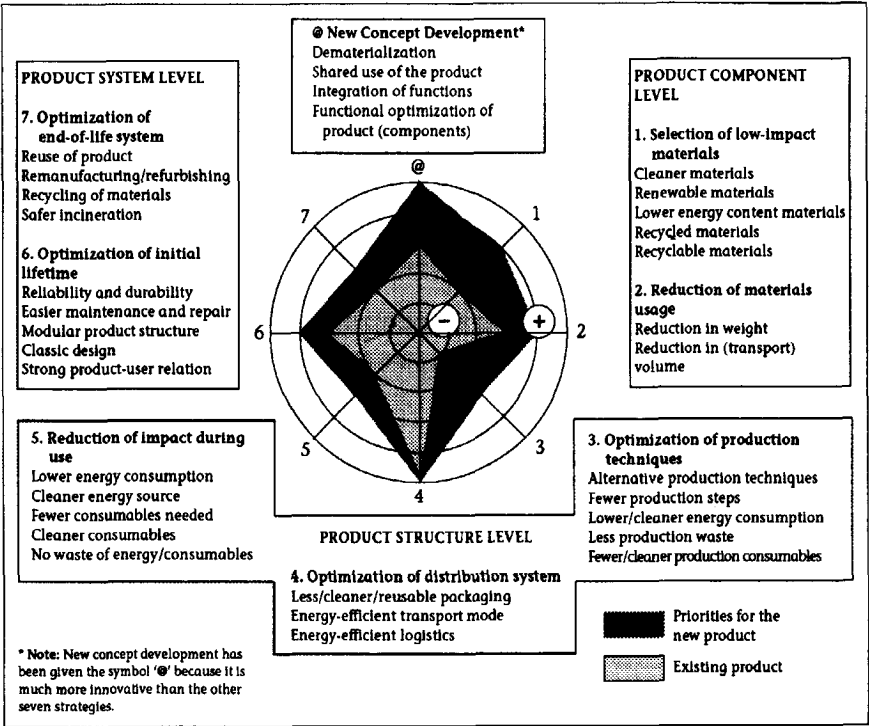 @ New Concept Development*
Dematerialization
Shared use of the product
Integration of functions
Functional optimization of
product (components)
PRODUCT SYSTEM LEVEL
7. Optimization of
end-of-life system
Reuse of product
Remanufacturing/refurbishing
Recycling of materials
Safer incineration
6. Optimization of initial
lifetime
Reliability and durability
Easier maintenance and repair
Modular product structure
Classic design
Strong product-user relation
PRODUCT COMPONENT
LEVEL
1. Selection of low-impact
materials
Cleaner materials
Renewable materials
Lower energy content materials
Recycled materials
Recyclable materials
2. Reduction of materials
usage
Reduction in weight
Reduction in (transport)
volume
@
7
1
6
−
+
2
5
3
4
5. Reduction of impact during
use
Lower energy consumption
Cleaner energy source
Fewer consumables needed
Cleaner consumables
No waste of energy/consumables
3. Optimization of production
techniques
Alternative production techniques
Fewer production steps
Lower/cleaner energy consumption
Less production waste
Fewer/cleaner production consumables
PRODUCT STRUCTURE LEVEL
4. Optimization of distribution system
Less/cleaner/reusable packaging
Energy-efficient transport mode
Energy-efficient logistics
Priorities for the
new product
Existing product
* Note: New concept development has
been given the symbol '@' because it is
much more innovative than the other
seven strategies.